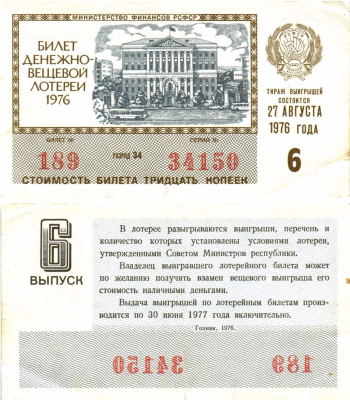 МИНИСТЕРСТВО ФИНАНСОВ РСФСР
БИЛЕТ
ДЕНЕЖНО-
ВЕЩЕВОЙ
ЛОТЕРЕИ
1976
ТИРАЖ ВЫИГРЫШЕЙ
СОСТОИТСЯ
27 АВГУСТА
1976 ГОДА
БИЛЕТ №
РАЗРЯД 34
СЕРИЯ №
189
34150
6
СТОИМОСТЬ БИЛЕТА ТРИДЦАТЬ КОПЕЕК
6
ВЫПУСК
В лотерее разыгрываются выигрыши, перечень и
количество которых установлены условиями лотереи,
утвержденными Советом Министров республики.
Владелец выигравшего лотерейного билета может
по желанию получить взамен вещевого выигрыша его
стоимость наличными деньгами.
Выдача выигрышей по лотерейным билетам произ-
водится по 30 июня 1977 года включительно.
Гознак. 1976.
34150
189